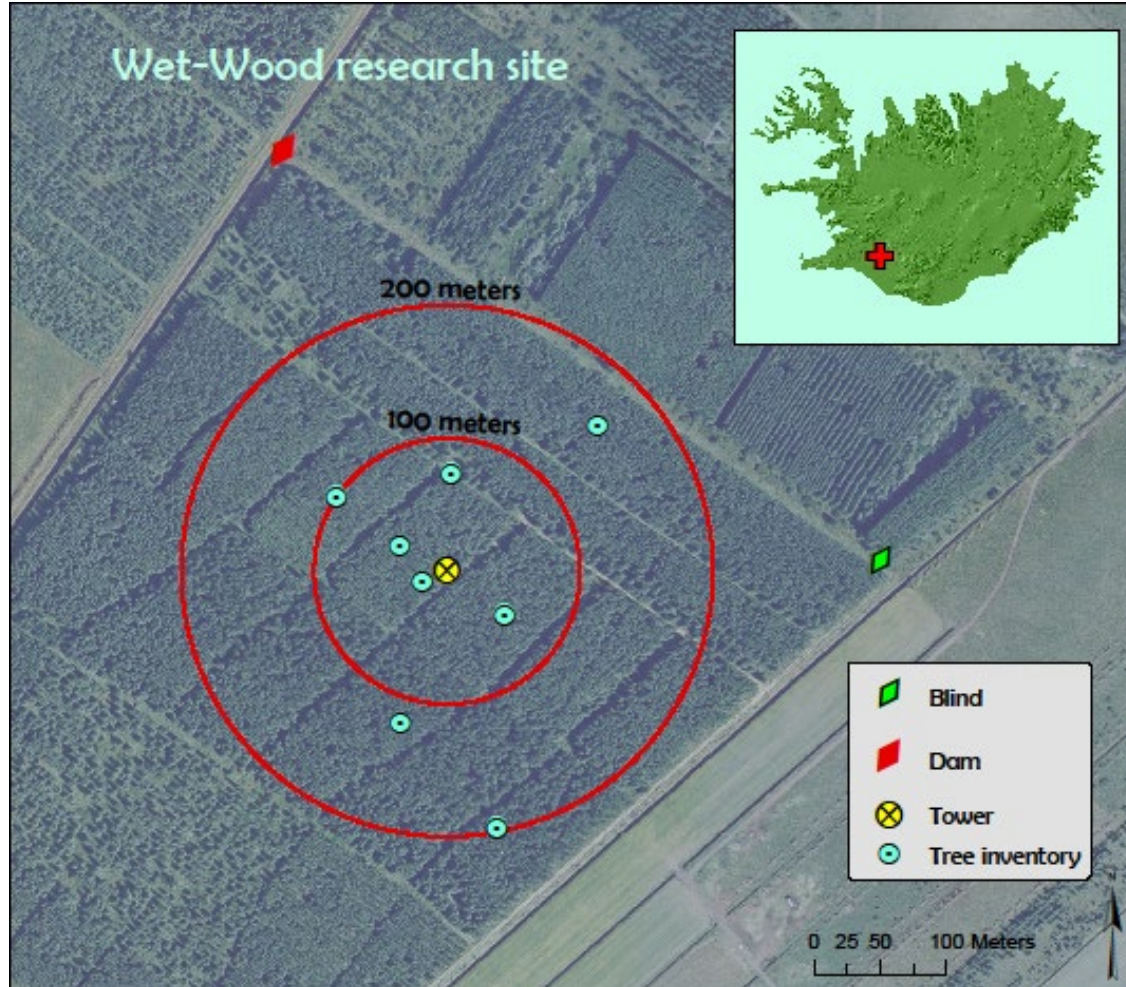 Wet-Wood research site
200 meters
100 meters
Blind
Dam
Tower
Tree inventory
0 25 50 100 Meters